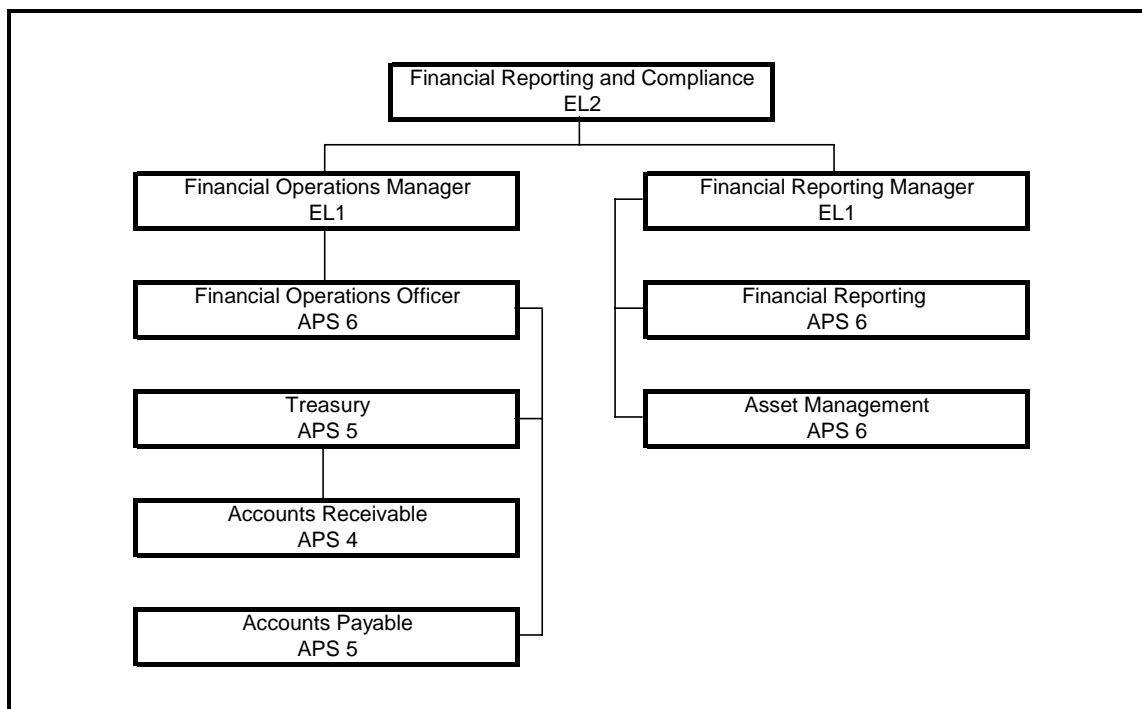 Financial Reporting and Compliance
EL2
Financial Operations Manager
EL1
Financial Reporting Manager
EL1
Financial Operations Officer
APS 6
Financial Reporting
APS 6
Treasury
APS 5
Asset Management
APS 6
Accounts Receivable
APS 4
Accounts Payable
APS 5